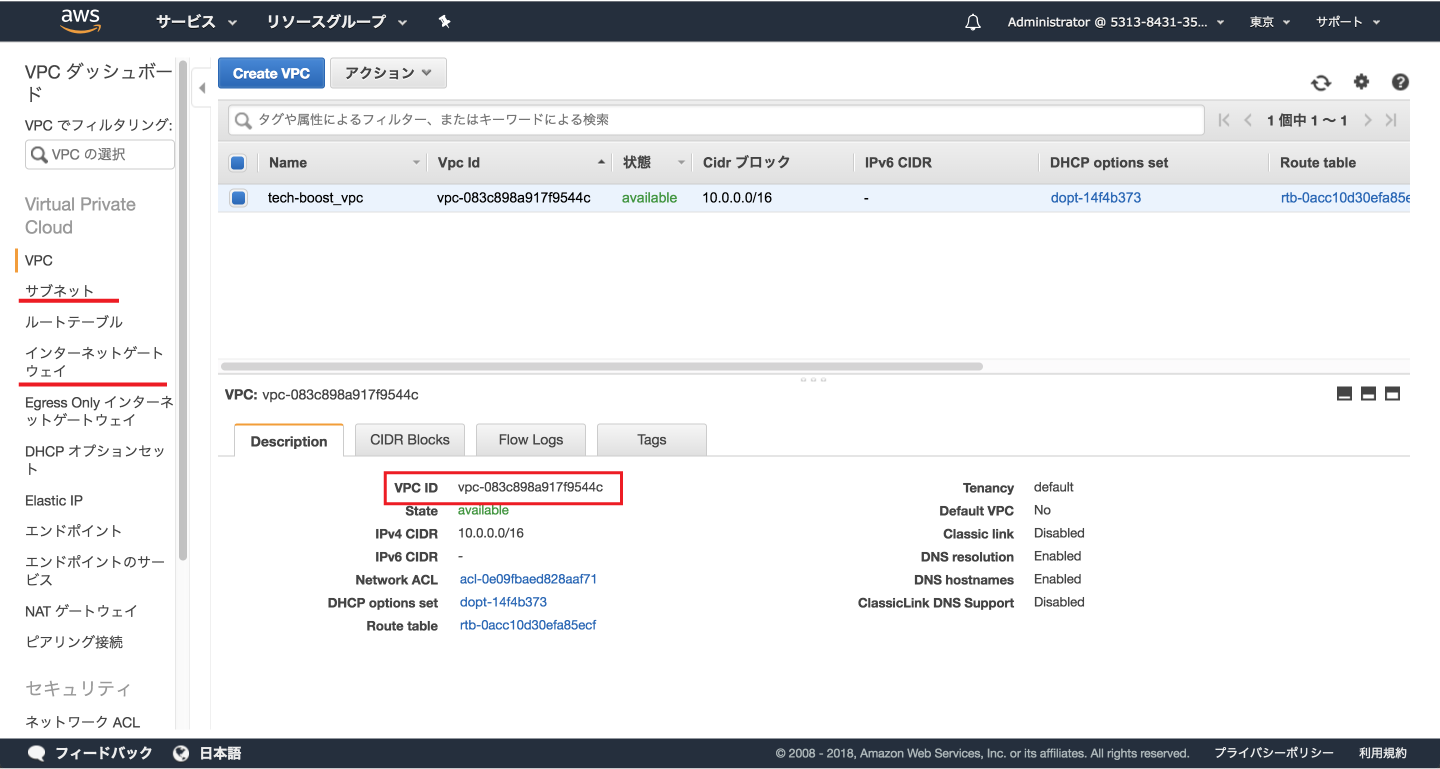 aws サービス リソースグループ Administrator @ 5313-8431-35... 東京 サポート
VPC ダッシュボー
ド
VPC でフィルタリング:
VPC の選択
Virtual Private
Cloud
VPC
サブネット
ルートテーブル
インターネットゲート
ウェイ
Egress Only インターネ
ットゲートウェイ
DHCP オプションセッ
ト
Elastic IP
エンドポイント
エンドポイントのサー
ビス
NAT ゲートウェイ
ピアリング接続
セキュリティ
ネットワーク ACL
Create VPC アクション
タグや属性によるフィルター、またはキーワードによる検索 1 個中 1 ～ 1
Name Vpc Id 状態 Cidr ブロック IPv6 CIDR DHCP options set Route table
tech-boost_vpc vpc-083c898a917f9544c available 10.0.0.0/16 - dopt-14f4b373 rtb-0acc10d30efa85e
VPC: vpc-083c898a917f9544c
Description CIDR Blocks Flow Logs Tags
VPC ID vpc-083c898a917f9544c Tenancy default
State available Default VPC No
IPv4 CIDR 10.0.0.0/16 Classic link Disabled
IPv6 CIDR - DNS resolution Enabled
Network ACL acl-0e09fbaed828aaf71 DNS hostnames Enabled
DHCP options set dopt-14f4b373 ClassicLink DNS Support Disabled
Route table rtb-0acc10d30efa85ecf
フィードバック 日本語 © 2008 - 2018, Amazon Web Services, Inc. or its affiliates. All rights reserved. プライバシーポリシー 利用規約